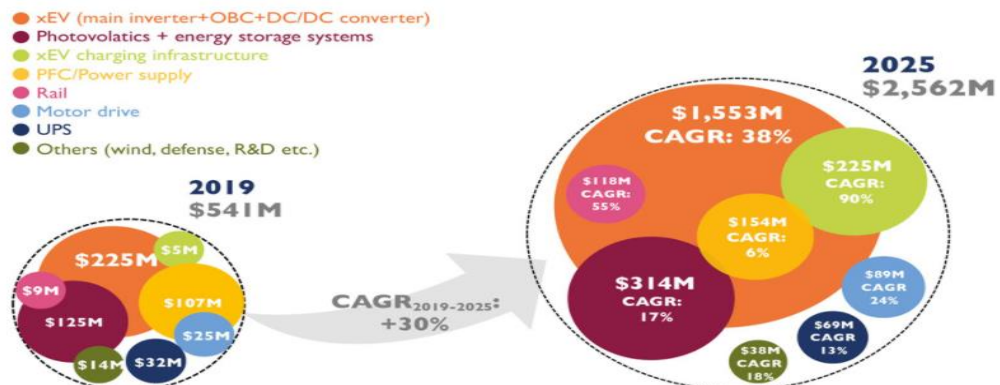 xEV (main inverter+OBC+DC/DC converter)
Photovolatics + energy storage systems
xEV charging infrastructure
PFC/Power supply
Rail
Motor drive
UPS
Others (wind, defense, R&D etc.)
2019
$541M
$225M
$5M
$9M
$107M
$125M
$25M
$14M
$32M
CAGR2019-2025:
+30%
2025
$2,562M
$1,553M
CAGR: 38%
$225M
CAGR:
90%
$118M
CAGR:
55%
$154M
CAGR:
6%
$314M
CAGR:
17%
$89M
CAGR
24%
$69M
CAGR
13%
$38M
CAGR
18%